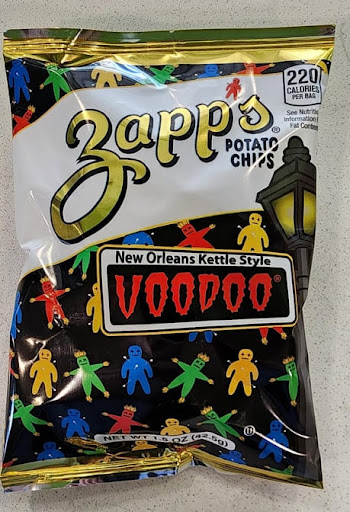 220
CALORIES
PER BAG
See Nutrition
Information
Fat Content
Zapp's®
POTATO
CHIPS
New Orleans Kettle Style
VOODOO®
NET WT 1.5 OZ (42.5g)